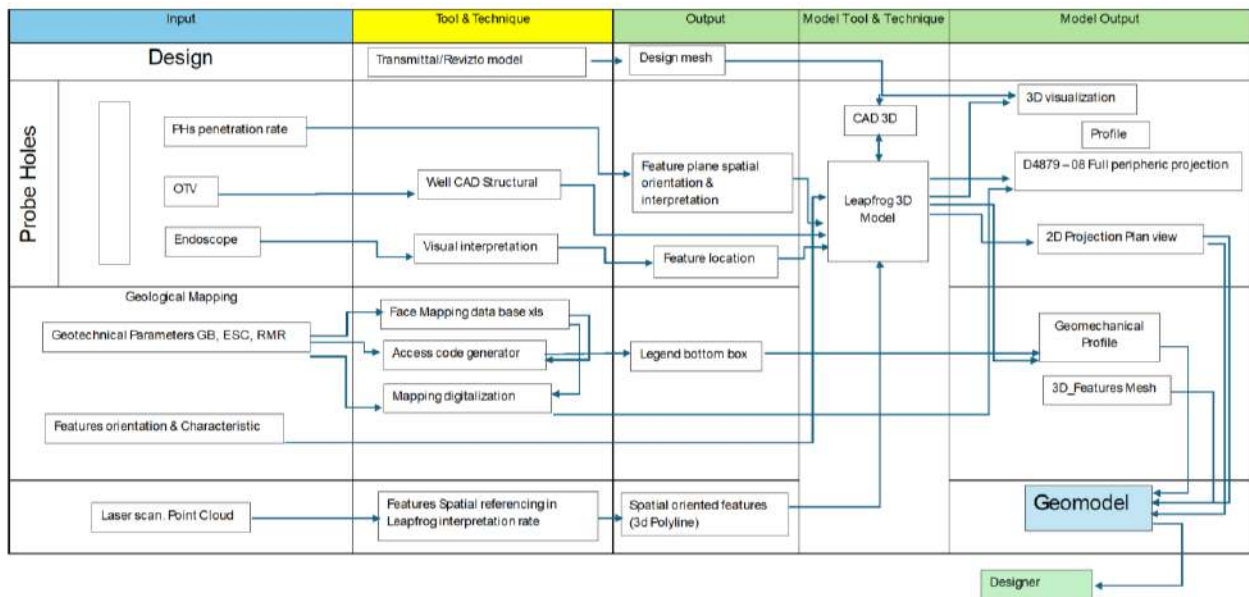 Input
Tool & Technique
Output
Model Tool & Technique
Model Output
Design
Transmittal/Revizto model
Design mesh
3D visualization
CAD 3D
Profile
Probe Holes
PHs penetration rate
Feature plane spatial
orientation &
interpretation
D4879 – 08 Full peripheric projection
OTV
Well CAD Structural
Leapfrog 3D
Model
Endoscope
Visual interpretation
Feature location
2D Projection Plan view
Geological Mapping
Geotechnical Parameters GB, ESC, RMR
Face Mapping data base xls
Access code generator
Legend bottom box
Geomechanical
Profile
Mapping digitalization
3D_Features Mesh
Features orientation & Characteristic
Laser scan. Point Cloud
Features Spatial referencing in
Leapfrog interpretation rate
Spatial oriented features
(3d Polyline)
Geomodel
Designer